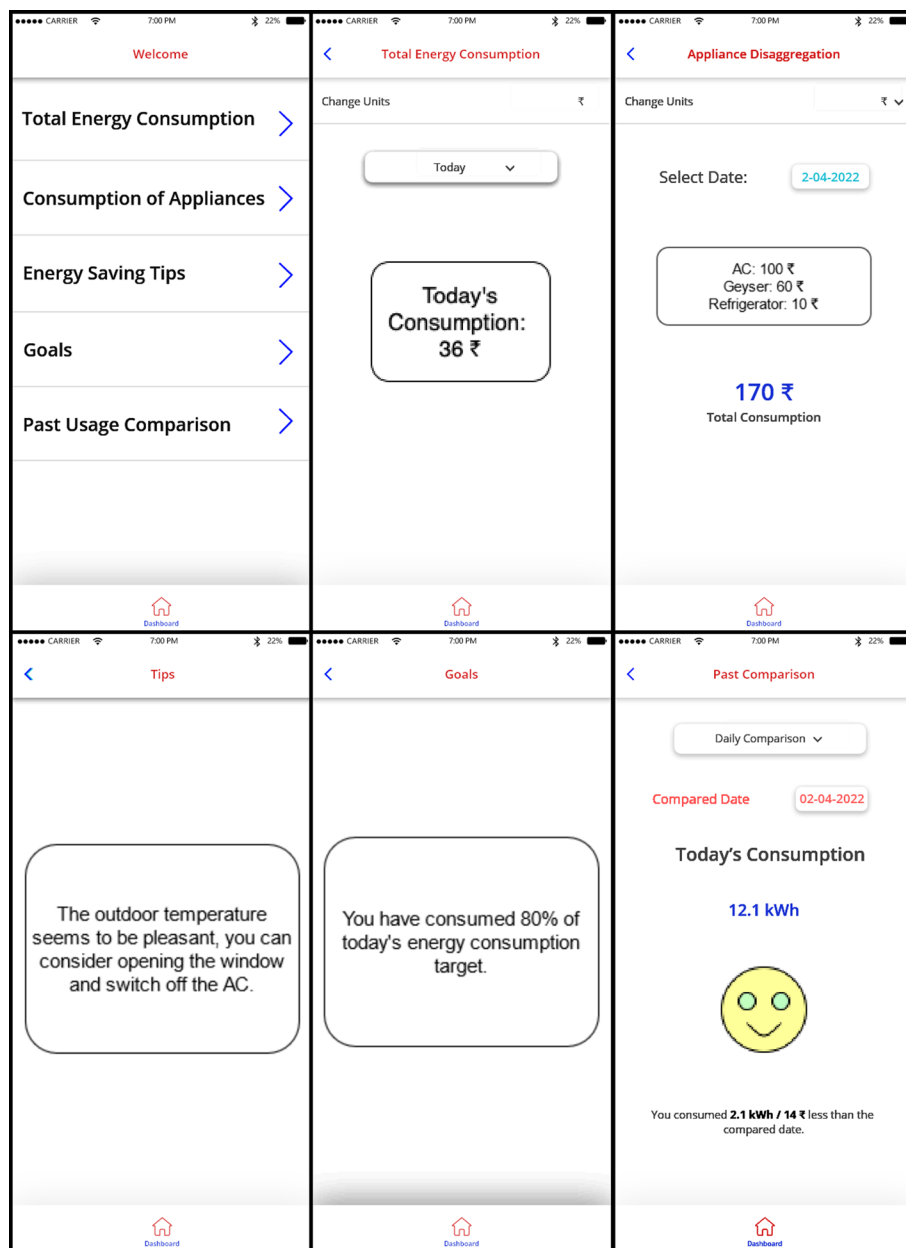 CARRIER 7:00 PM 22%
Welcome
Total Energy Consumption
Consumption of Appliances
Energy Saving Tips
Goals
Past Usage Comparison
Dashboard
CARRIER 7:00 PM 22%
Total Energy Consumption
Change Units ₹
Today
Today's
Consumption:
36 ₹
Dashboard
CARRIER 7:00 PM 22%
Appliance Disaggregation
Change Units ₹
Select Date: 2-04-2022
AC: 100 ₹
Geyser: 60 ₹
Refrigerator: 10 ₹
170 ₹
Total Consumption
Dashboard
CARRIER 7:00 PM 22%
Tips
The outdoor temperature
seems to be pleasant, you can
consider opening the window
and switch off the AC.
Dashboard
CARRIER 7:00 PM 22%
Goals
You have consumed 80% of
today's energy consumption
target.
Dashboard
CARRIER 7:00 PM 22%
Past Comparison
Daily Comparison
Compared Date 02-04-2022
Today's Consumption
12.1 kWh
You consumed 2.1 kWh / 14 ₹ less than the
compared date.
Dashboard